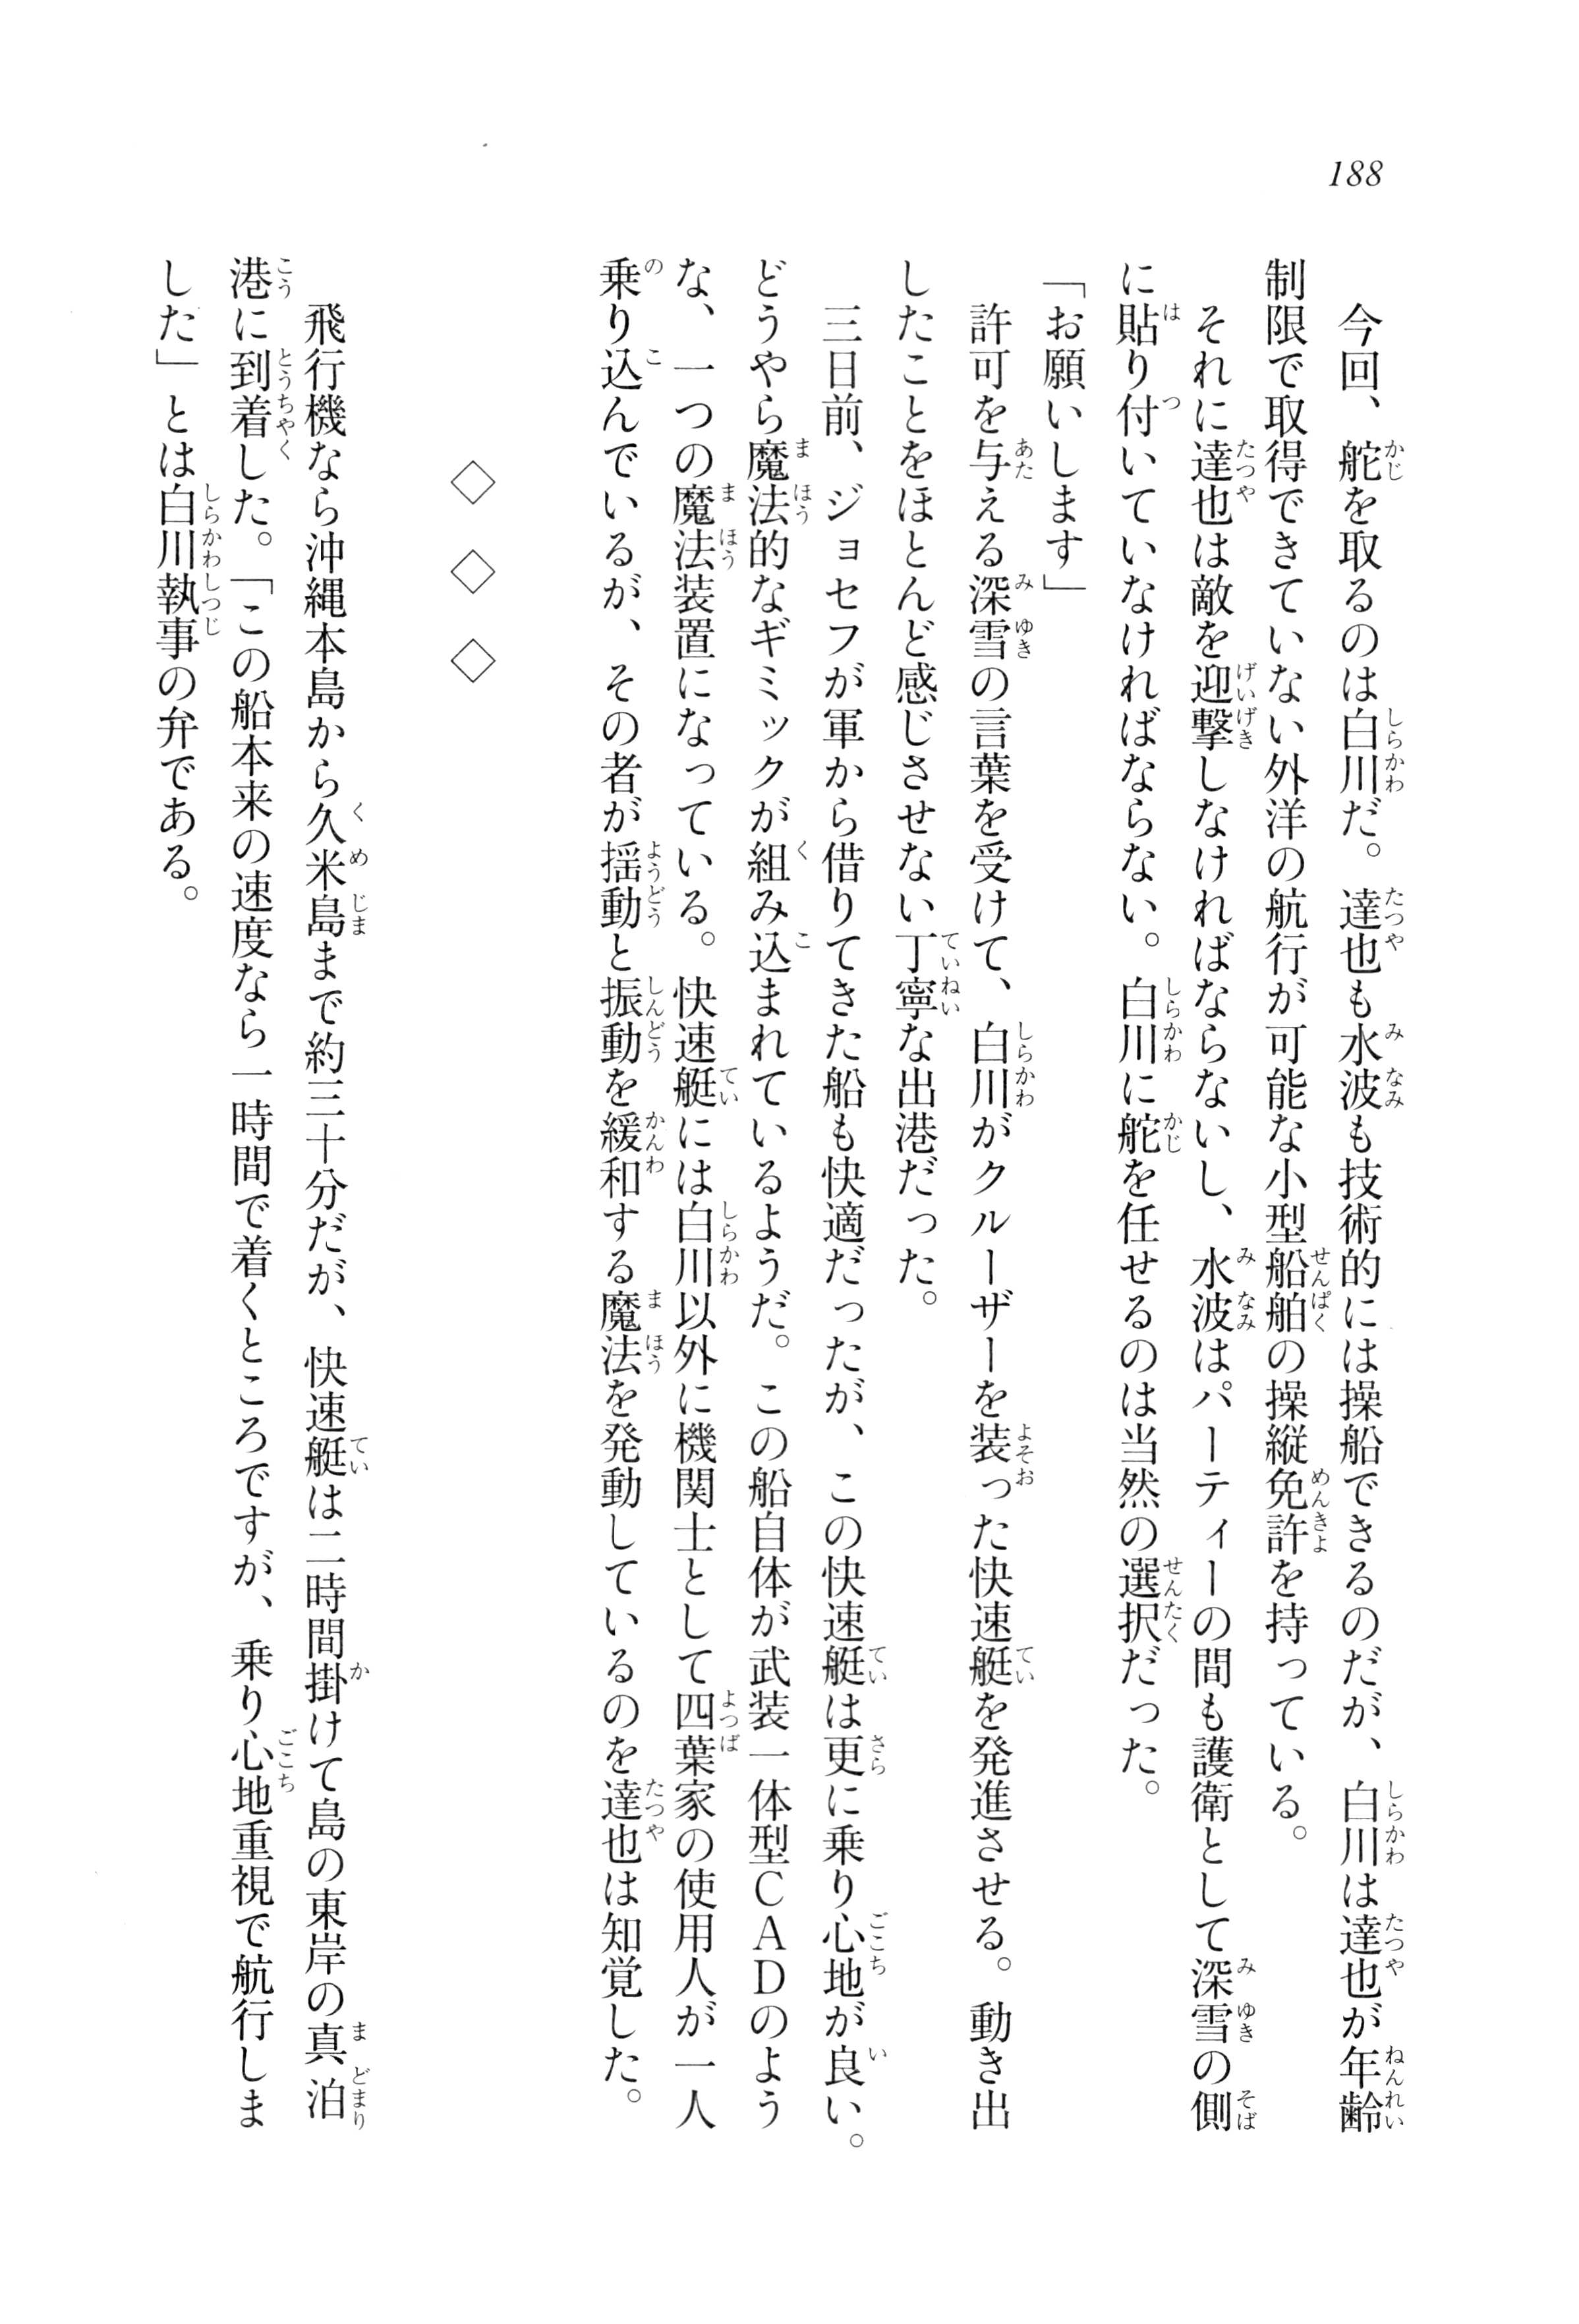 188
今回、舵を取るのは白川だ。達也も水波も技術的には操船できるのだが、白川は達也が年齢
制限で取得できていない外洋の航行が可能な小型船舶の操縦免許を持っている。
それに達也は敵を迎撃しなければならないし、水波はパーティーの間も護衛として深雪の側
に貼り付いていなければならない。白川に舵を任せるのは当然の選択だった。
「お願いします」
許可を与える深雪の言葉を受けて、白川がクルーザーを装った快速艇を発進させる。動き出
したことをほとんど感じさせない丁寧な出港だった。
三日前、ジョセフが軍から借りてきた船も快適だったが、この快速艇は更に乗り心地が良い。
どうやら魔法的なギミックが組み込まれているようだ。この船自体が武装一体型ＣＡＤのよう
な、一つの魔法装置になっている。快速艇には白川以外に機関士として四葉家の使用人が一人
乗り込んでいるが、その者が揺動と振動を緩和する魔法を発動しているのを達也は知覚した。
◇　◇　◇
飛行機なら沖縄本島から久米島まで約三十分だが、快速艇は二時間掛けて島の東岸の真泊
港に到着した。「この船本来の速度なら一時間で着くところですが、乗り心地重視で航行しま
した」とは白川執事の弁である。